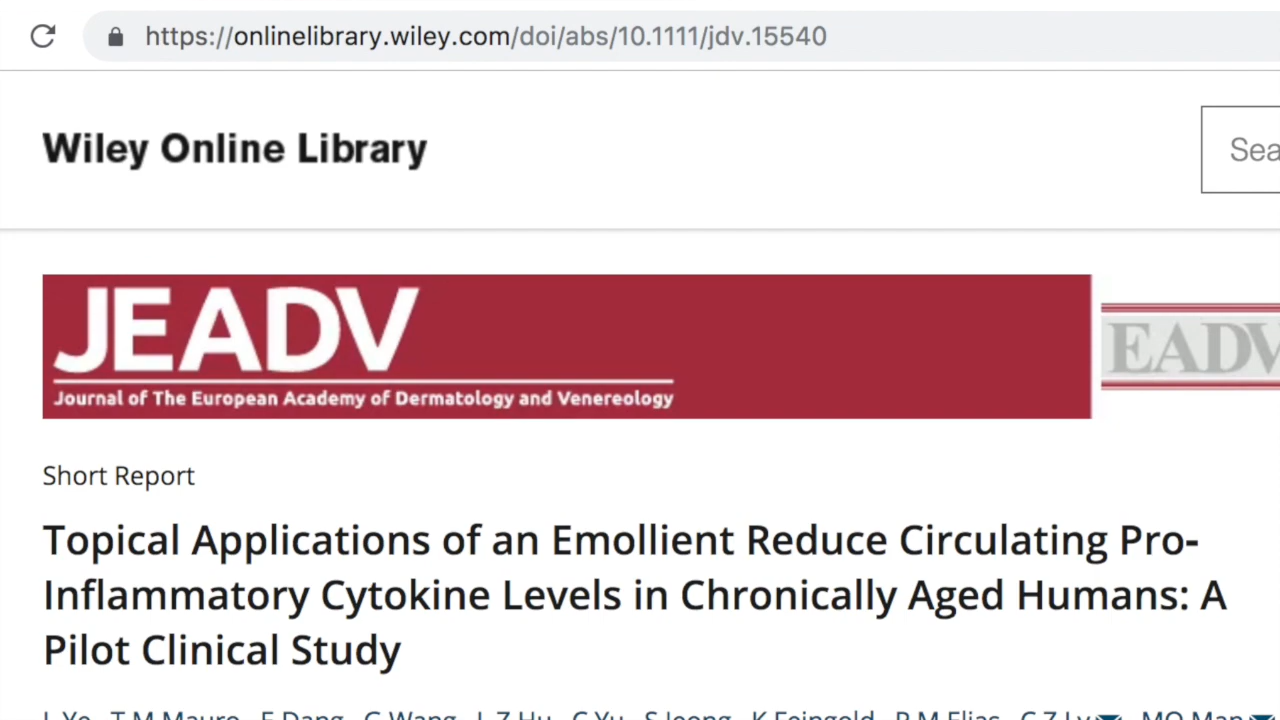 https://onlinelibrary.wiley.com/doi/abs/10.1111/jdv.15540
Wiley Online Library
JEADV
EADV
Journal of The European Academy of Dermatology and Venereology
Short Report
Topical Applications of an Emollient Reduce Circulating Pro-
Inflammatory Cytokine Levels in Chronically Aged Humans: A
Pilot Clinical Study